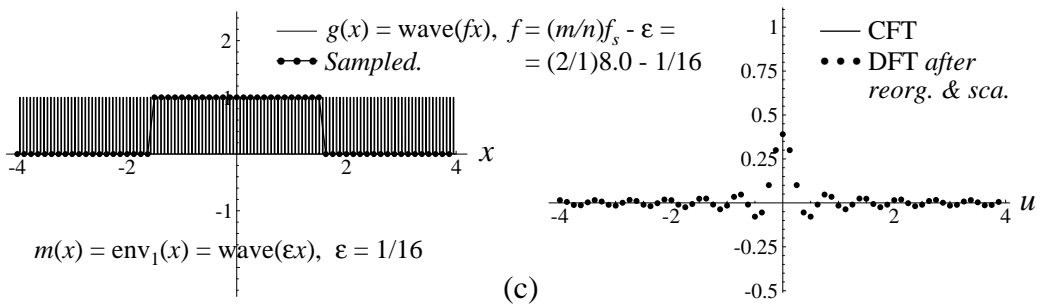 g(x) = wave(fx), f = (m/n)f_s - ε =
= (2/1)8.0 - 1/16
Sampled.
2
1
-1
-4
-2
2
4
x
m(x) = env_1(x) = wave(εx), ε = 1/16
CFT
DFT after
reorg. & sca.
1
0.75
0.5
0.25
-0.25
-0.5
-4
-2
2
4
u
(c)